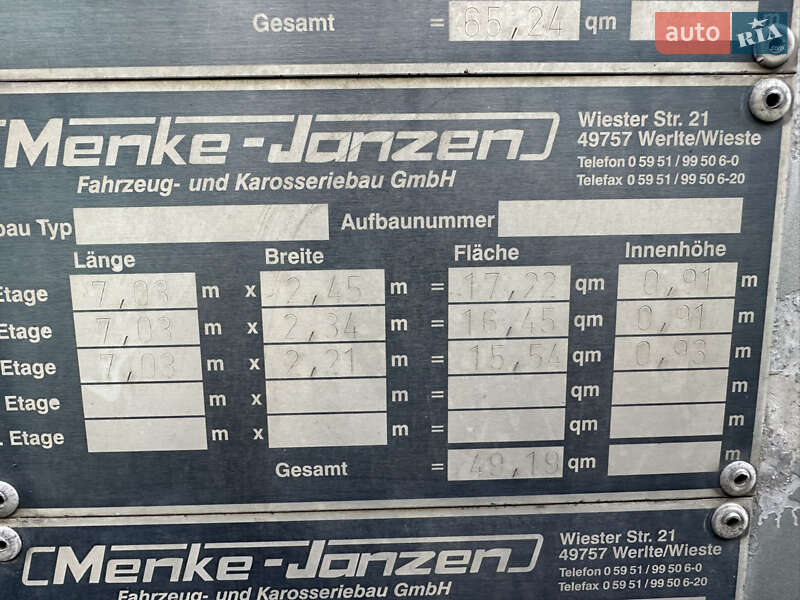 Gesamt = 65,24 qm
auto RIA .com
Menke-Janzen
Fahrzeug- und Karosseriebau GmbH
Wiester Str. 21
49757 Werlte/Wieste
Telefon 0 59 51 / 99 50 6-0
Telefax 0 59 51 / 99 50 6-20
bau Typ Aufbaunummer
Länge Breite Fläche Innenhöhe
Etage 7,03 m x 2,45 m = 17,22 qm 0,91 m
Etage 7,03 m x 2,34 m = 16,45 qm 0,91 m
Etage 7,03 m x 2,21 m = 15,54 qm 0,93 m
Etage m x m = qm m
. Etage m x m = qm m
Gesamt = 49,19 qm m
Menke-Janzen
Fahrzeug- und Karosseriebau GmbH
Wiester Str. 21
49757 Werlte/Wieste
Telefon 0 59 51 / 99 50 6-0
Telefax 0 59 51 / 99 50 6-20